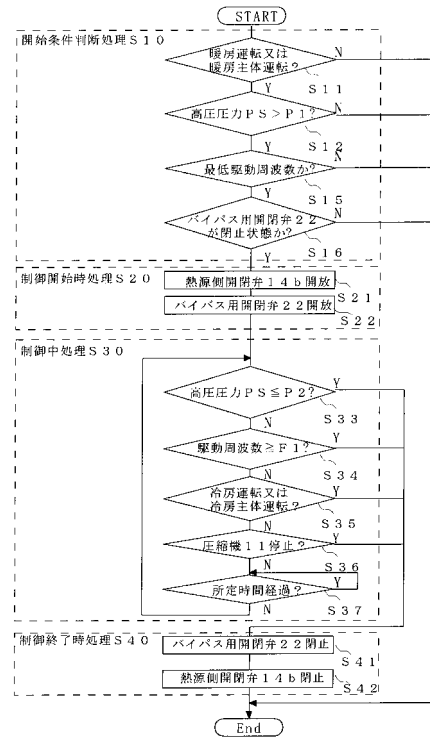 START
開始条件判断処理S10
暖房運転又は
暖房主体運転?
N
S11
Y
高圧圧力PS>P1?
N
S12
Y
最低駆動周波数か?
N
S15
Y
バイパス用開閉弁22
が閉止状態か?
N
S16
Y
制御開始時処理S20
熱源側開閉弁14b開放
S21
バイパス用開閉弁22開放
S22
制御中処理S30
高圧圧力PS≦P2?
Y
S33
N
駆動周波数≧F1?
Y
S34
N
冷房運転又は
冷房主体運転?
Y
S35
N
圧縮機11停止?
Y
S36
N
所定時間経過?
Y
S37
N
制御終了時処理S40
バイパス用開閉弁22閉止
S41
熱源側開閉弁14b閉止
S42
End